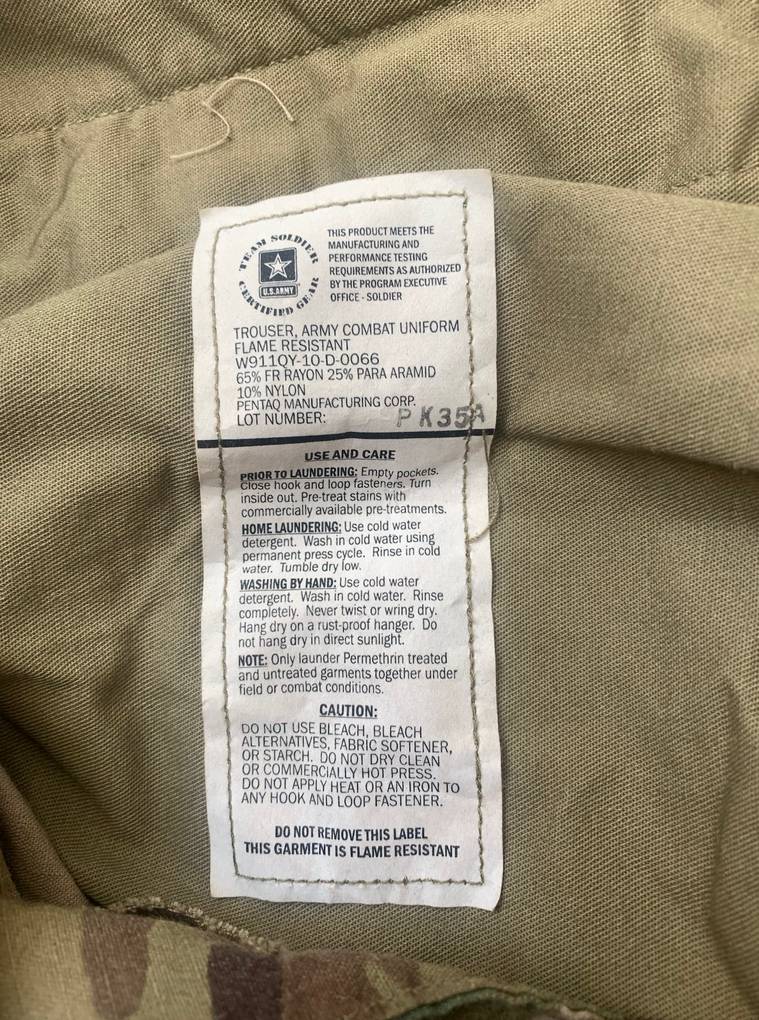 TEAM SOLDIER
U.S. ARMY
CERTIFIED GEAR
THIS PRODUCT MEETS THE
MANUFACTURING AND
PERFORMANCE TESTING
REQUIREMENTS AS AUTHORIZED
BY THE PROGRAM EXECUTIVE
OFFICE - SOLDIER
TROUSER, ARMY COMBAT UNIFORM
FLAME RESISTANT
W911QY-10-D-0066
65% FR RAYON 25% PARA ARAMID
10% NYLON
PENTAQ MANUFACTURING CORP.
LOT NUMBER: PK35A
USE AND CARE
PRIOR TO LAUNDERING: Empty pockets.
Close hook and loop fasteners. Turn
inside out. Pre-treat stains with
commercially available pre-treatments.
HOME LAUNDERING: Use cold water
detergent. Wash in cold water using
permanent press cycle. Rinse in cold
water. Tumble dry low.
WASHING BY HAND: Use cold water
detergent. Wash in cold water. Rinse
completely. Never twist or wring dry.
Hang dry on a rust-proof hanger. Do
not hang dry in direct sunlight.
NOTE: Only launder Permethrin treated
and untreated garments together under
field or combat conditions.
CAUTION:
DO NOT USE BLEACH, BLEACH
ALTERNATIVES, FABRIC SOFTENER,
OR STARCH. DO NOT DRY CLEAN
OR COMMERCIALLY HOT PRESS.
DO NOT APPLY HEAT OR AN IRON TO
ANY HOOK AND LOOP FASTENER.
DO NOT REMOVE THIS LABEL
THIS GARMENT IS FLAME RESISTANT